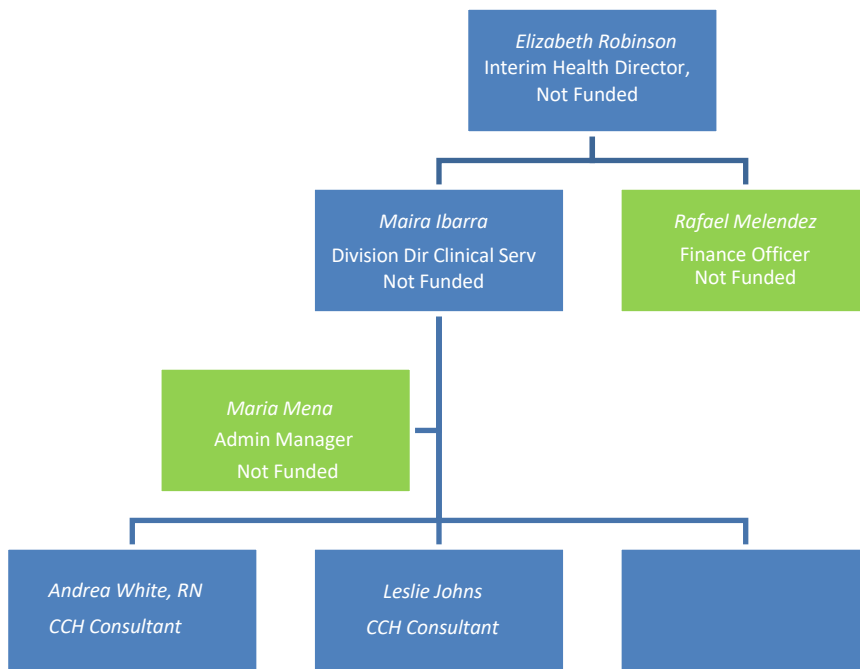 Elizabeth Robinson
Interim Health Director,
Not Funded
Maira Ibarra
Division Dir Clinical Serv
Not Funded
Rafael Melendez
Finance Officer
Not Funded
Maria Mena
Admin Manager
Not Funded
Andrea White, RN
CCH Consultant
Leslie Johns
CCH Consultant